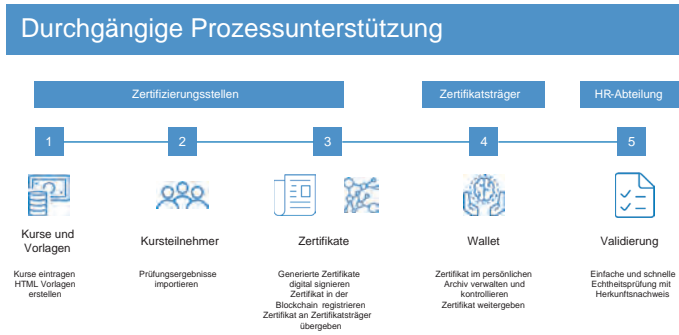 Durchgängige Prozessunterstützung
Zertifizierungsstellen
Zertifikatsträger
HR-Abteilung
1
2
3
4
5
Kurse und
Vorlagen
Kursteilnehmer
Zertifikate
Wallet
Validierung
Kurse eintragen
HTML Vorlagen
erstellen
Prüfungsergebnisse
importieren
Generierte Zertifikate
digital signieren
Zertifikat in der
Blockchain registrieren
Zertifikat an Zertifikatsträger
übergeben
Zertifikat im persönlichen
Archiv verwalten und
kontrollieren
Zertifikat weitergeben
Einfache und schnelle
Echtheitsprüfung mit
Herkunftsnachweis